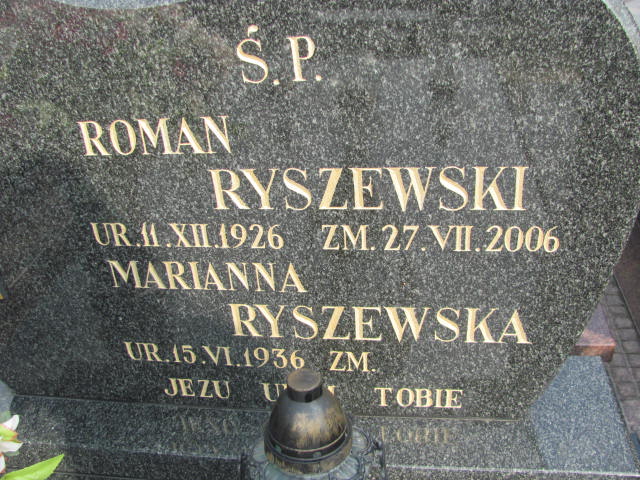 Ś.P.
ROMAN
RYSZEWSKI
UR.11.XII.1926 ZM.27.VII.2006
MARIANNA
RYSZEWSKA
UR.15.VI.1936 ZM.
JEZU TOBIE